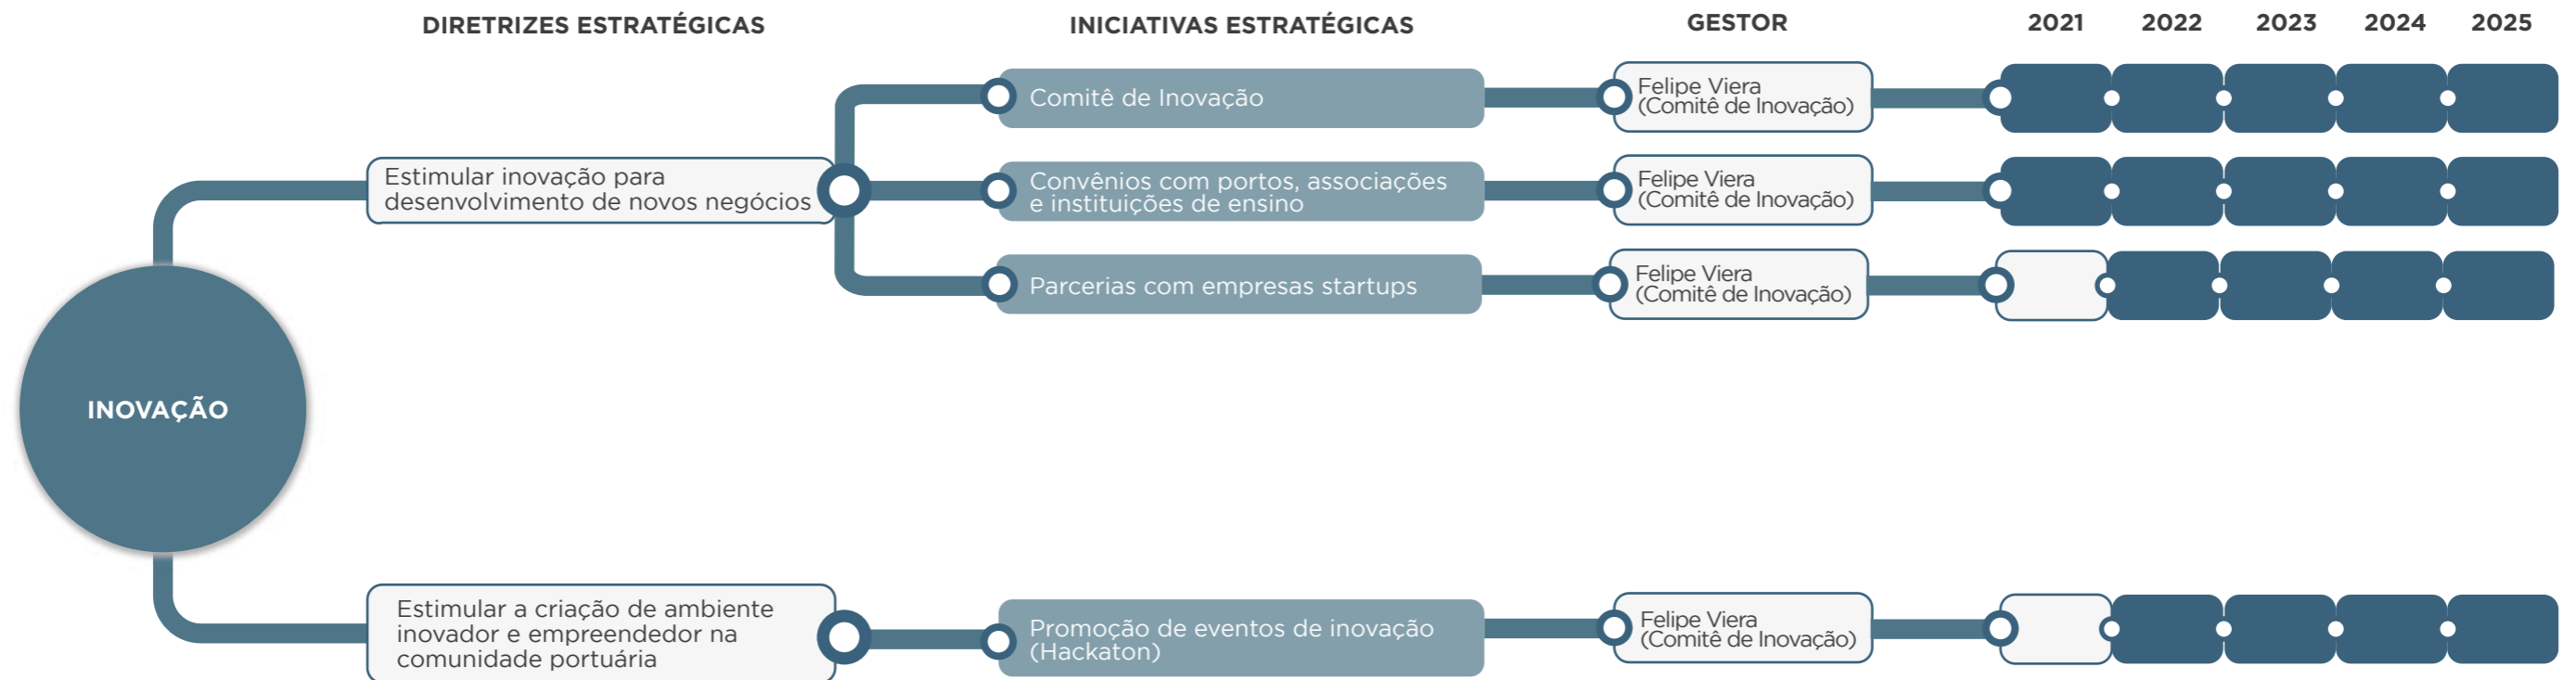 DIRETRIZES ESTRATÉGICAS
INICIATIVAS ESTRATÉGICAS
GESTOR
2021
2022
2023
2024
2025
INOVAÇÃO
Estimular inovação para
desenvolvimento de novos negócios
Comitê de Inovação
Felipe Viera
(Comitê de Inovação)
Convênios com portos, associações
e instituições de ensino
Felipe Viera
(Comitê de Inovação)
Parcerias com empresas startups
Felipe Viera
(Comitê de Inovação)
Estimular a criação de ambiente
inovador e empreendedor na
comunidade portuária
Promoção de eventos de inovação
(Hackaton)
Felipe Viera
(Comitê de Inovação)